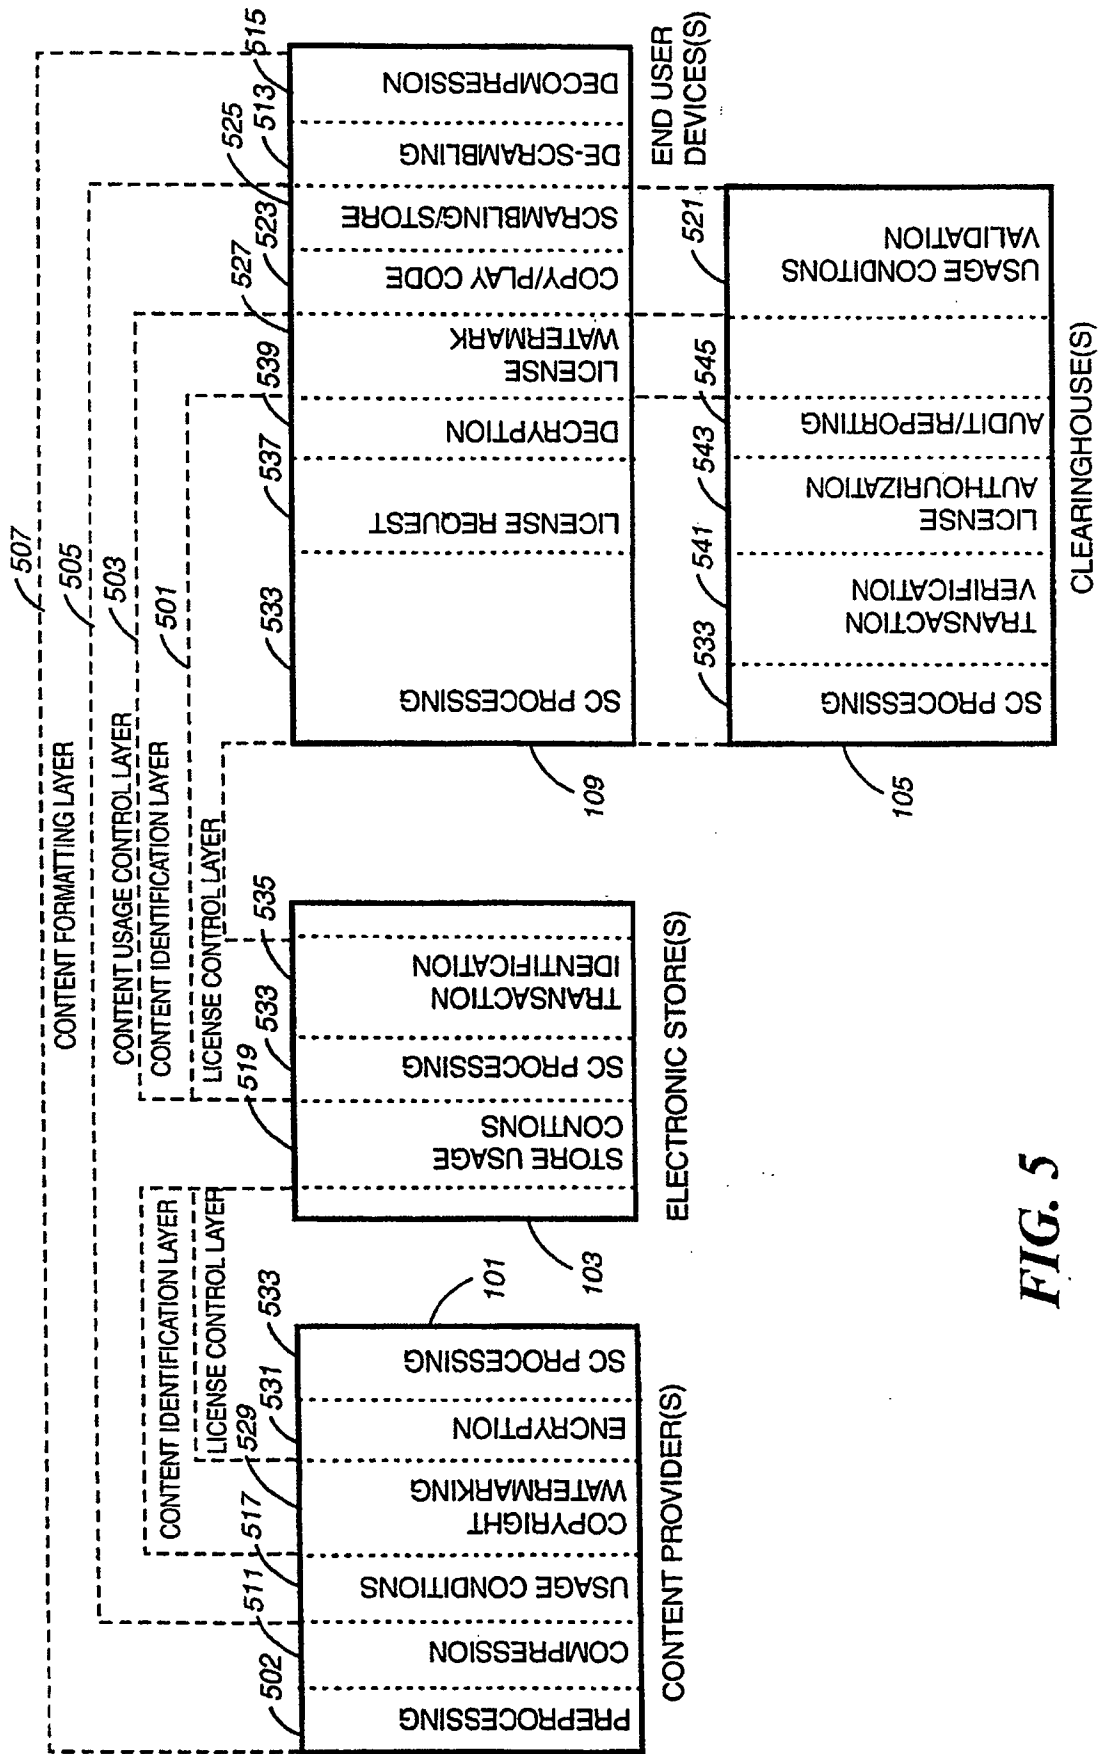 507
CONTENT FORMATTING LAYER
505
CONTENT USAGE CONTROL LAYER
503
CONTENT IDENTIFICATION LAYER
501
LICENSE CONTROL LAYER
CONTENT IDENTIFICATION LAYER
LICENSE CONTROL LAYER
502
511
517
529
531
533
PREPROCESSING
COMPRESSION
USAGE CONDITIONS
COPYRIGHT
WATERMARKING
ENCRYPTION
SC PROCESSING
101
CONTENT PROVIDER(S)
519
533
535
STORE USAGE
CONTIONS
SC PROCESSING
TRANSACTION
IDENTIFICATION
103
ELECTRONIC STORE(S)
533
537
539
527
523
525
513
515
SC PROCESSING
LICENSE REQUEST
DECRYPTION
LICENSE
WATERMARK
COPY/PLAY CODE
SCRAMBLING/STORE
DE-SCRAMBLING
DECOMPRESSION
109
END USER
DEVICES(S)
533
541
543
545
521
SC PROCESSING
TRANSACTION
VERIFICATION
LICENSE
AUTHOURIZATION
AUDIT/REPORTING
USAGE CONDITONS
VALIDATION
105
CLEARINGHOUSE(S)
FIG. 5